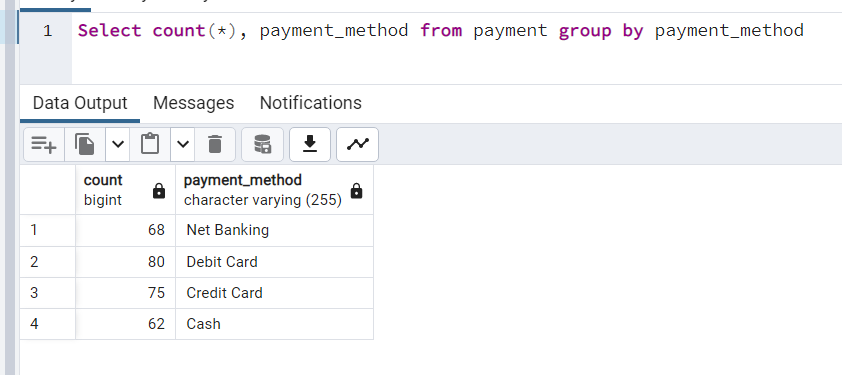 1 Select count(*), payment_method from payment group by payment_method
Data Output Messages Notifications
count payment_method
bigint character varying (255)
1 68 Net Banking
2 80 Debit Card
3 75 Credit Card
4 62 Cash